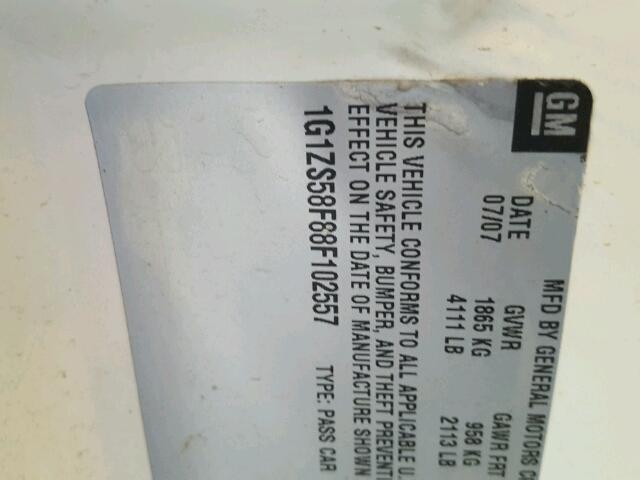 GM
MFD BY GENERAL MOTORS
DATE GVWR GAWR FRT
07/07 1865 KG 958 KG
4111 LB 2113 LB
THIS VEHICLE CONFORMS TO ALL APPLICABLE U.
VEHICLE SAFETY, BUMPER, AND THEFT
EFFECT ON THE DATE OF MANUFACTURE SHOWN
1G1ZS58F88F102557 TYPE: PASS CAR